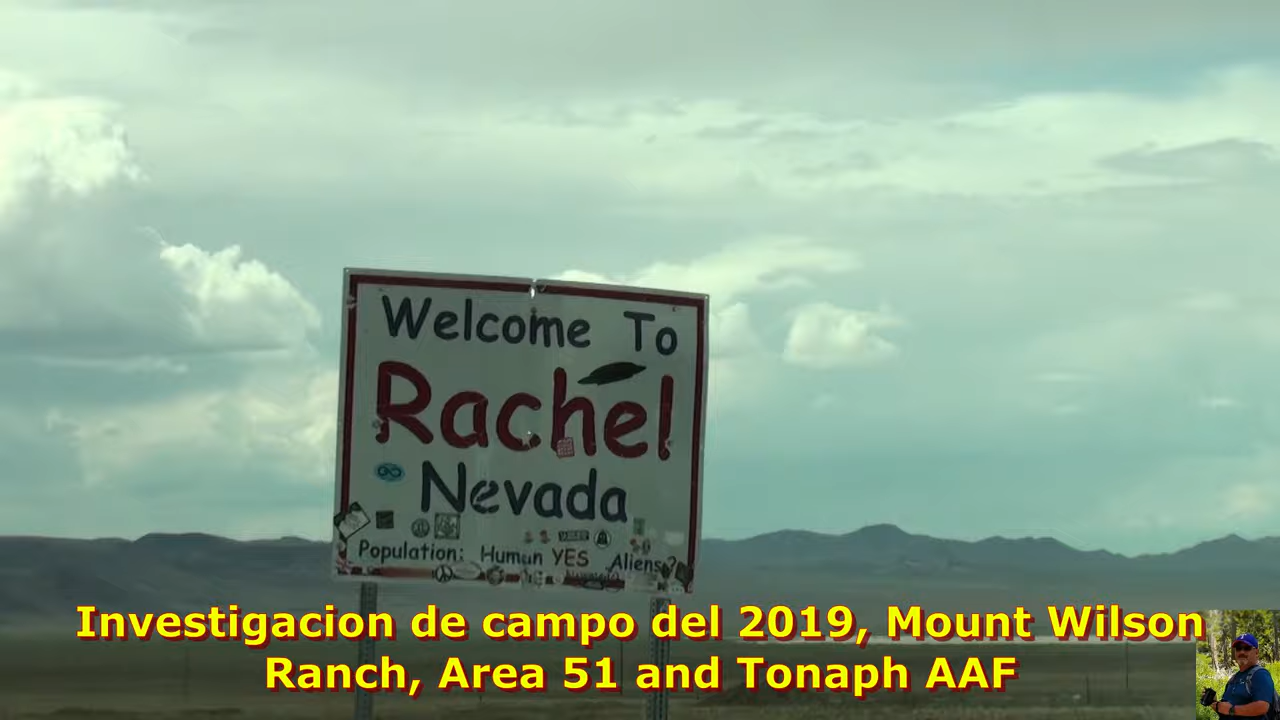 Welcome To
Rachel
Nevada
Population: Human YES Aliens?
Investigacion de campo del 2019, Mount Wilson
Ranch, Area 51 and Tonaph AAF